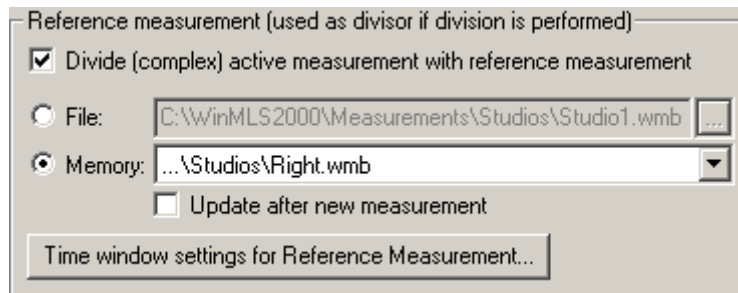 Reference measurement (used as divisor if division is performed)
Divide (complex) active measurement with reference measurement
File: C:\WinMLS2000\Measurements\Studios\Studio1.wmb ...
Memory: ...\Studios\Right.wmb
Update after new measurement
Time window settings for Reference Measurement...